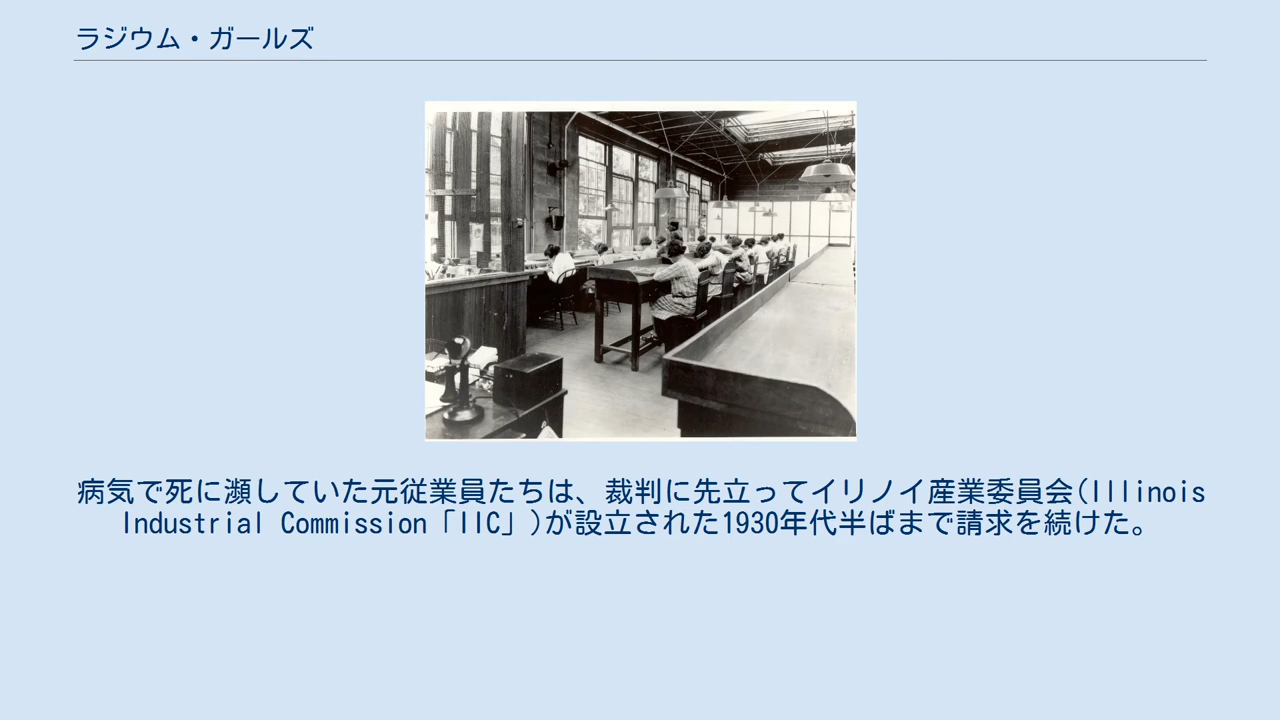 ラジウム・ガールズ
病気で死に瀕していた元従業員たちは、裁判に先立ってイリノイ産業委員会(Illinois
Industrial Commission「IIC」)が設立された1930年代半ばまで請求を続けた。